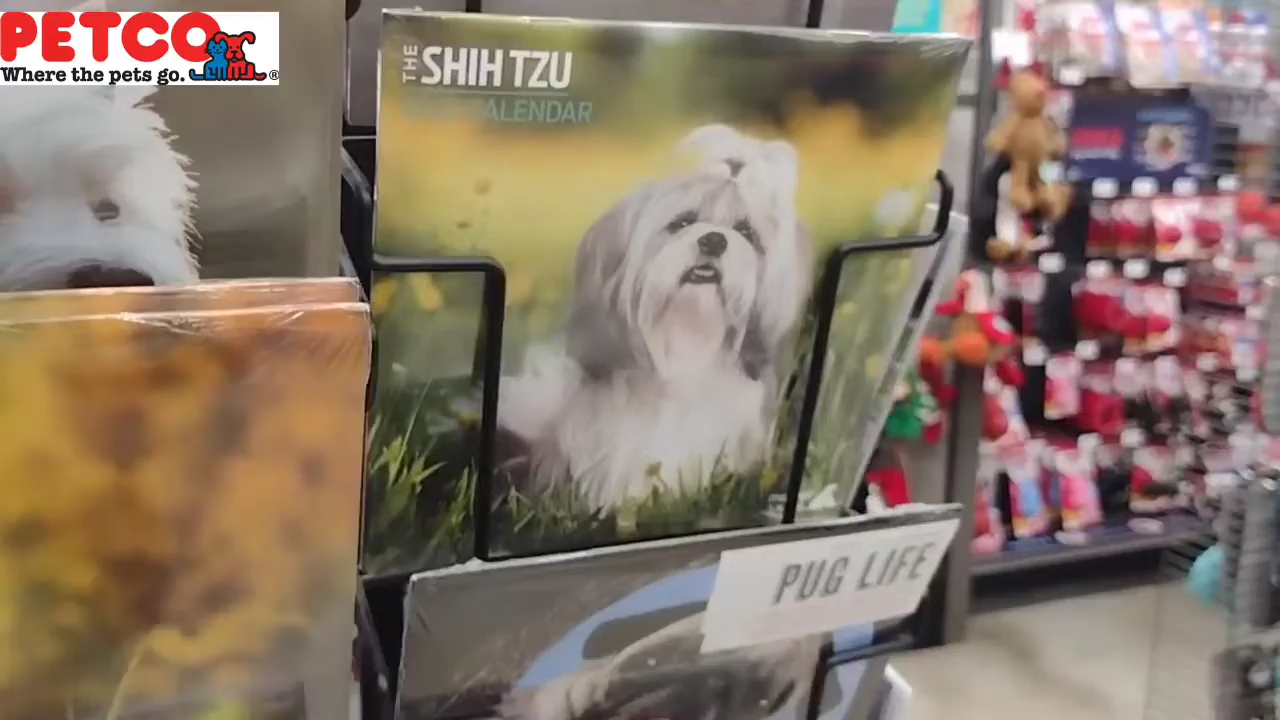 PETCO
Where the pets go.®
THE
SHIH TZU
CALENDAR
PUG LIFE